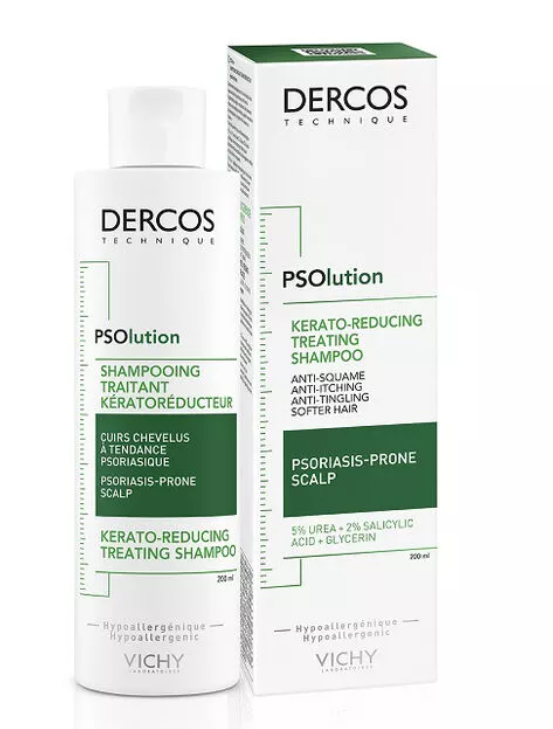 DERCOS
TECHNIQUE
PSOlution
SHAMPOOING
TRAITANT
KÉRATORÉDUCTEUR
CUIRS CHEVELUS
À TENDANCE
PSORIASIQUE
PSORIASIS-PRONE
SCALP
KERATO-REDUCING
TREATING SHAMPOO
200 ml
Hypoallergénique
Hypoallergenic
VICHY
LABORATOIRES
DERCOS
TECHNIQUE
PSOlution
KERATO-REDUCING
TREATING
SHAMPOO
ANTI-SQUAME
ANTI-ITCHING
ANTI-TINGLING
SOFTER HAIR
PSORIASIS-PRONE
SCALP
5% UREA + 2% SALICYLIC
ACID + GLYCERIN
200 ml
Hypoallergénique
Hypoallergenic
VICHY
LABORATOIRES